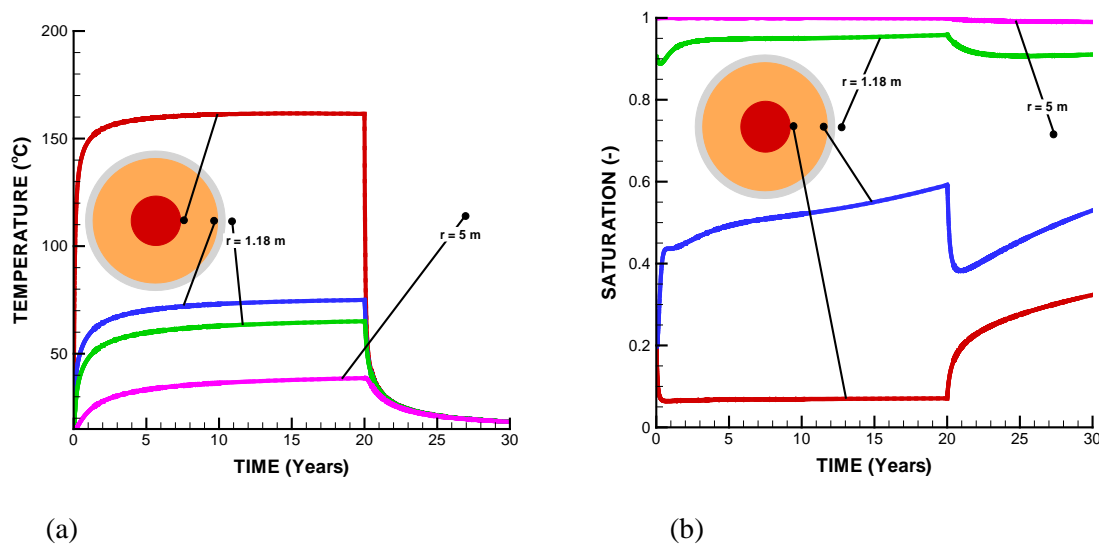 200
150
100
50
TEMPERATURE (°C)
r = 1.18 m
r = 5 m
0 5 10 15 20 25 30
TIME (Years)
(a)
1
0.8
0.6
0.4
0.2
0
SATURATION (-)
r = 1.18 m
r = 5 m
0 5 10 15 20 25 30
TIME (Years)
(b)